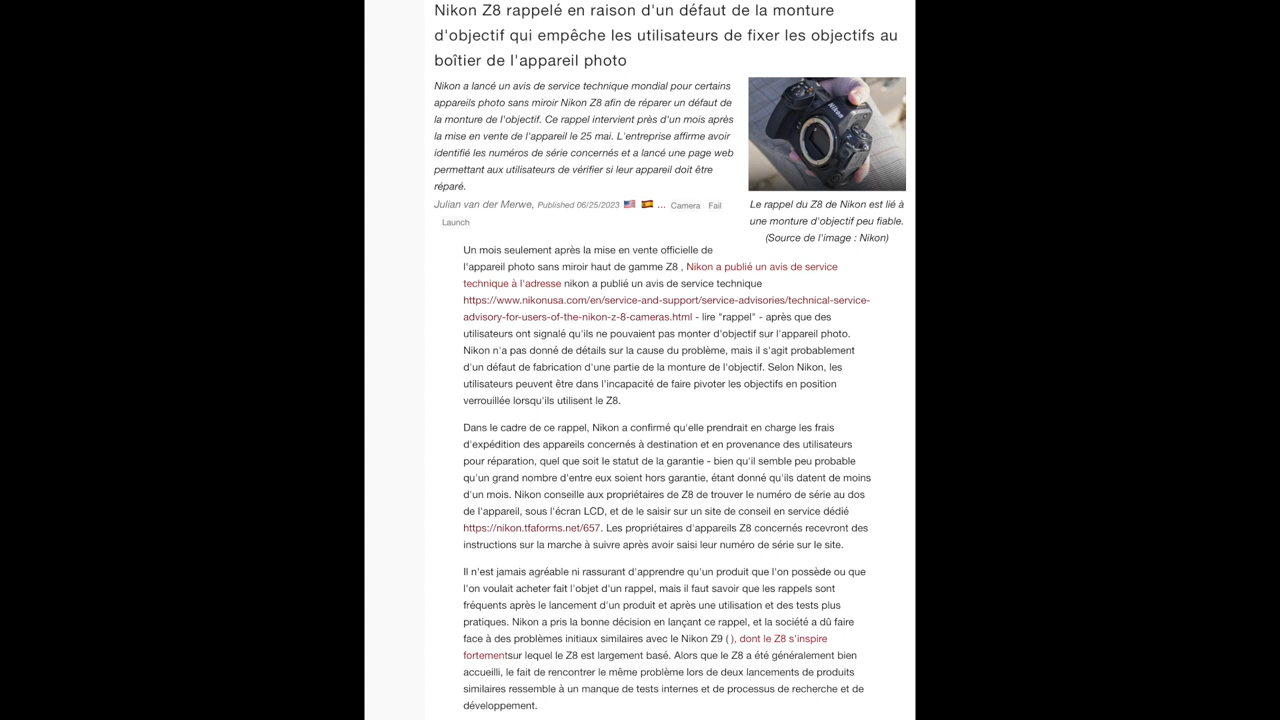 Nikon Z8 rappelé en raison d'un défaut de la monture
d'objectif qui empêche les utilisateurs de fixer les objectifs au
boîtier de l'appareil photo
Nikon a lancé un avis de service technique mondial pour certains
appareils photo sans miroir Nikon Z8 afin de réparer un défaut de
la monture de l'objectif. Ce rappel intervient près d'un mois après
la mise en vente de l'appareil le 25 mai. L'entreprise affirme avoir
identifié les numéros de série concernés et a lancé une page web
permettant aux utilisateurs de vérifier si leur appareil doit être
réparé.
Julian van der Merwe, Published 06/25/2023 🇺🇸 🇪🇸 ... Camera Fail
Launch
Nikon
Le rappel du Z8 de Nikon est lié à
une monture d'objectif peu fiable.
(Source de l'image : Nikon)
Un mois seulement après la mise en vente officielle de
l'appareil photo sans miroir haut de gamme Z8 , Nikon a publié un avis de service
technique à l'adresse nikon a publié un avis de service technique
https://www.nikonusa.com/en/service-and-support/service-advisories/technical-service-
advisory-for-users-of-the-nikon-z-8-cameras.html - lire "rappel" - après que des
utilisateurs ont signalé qu'ils ne pouvaient pas monter d'objectif sur l'appareil photo.
Nikon n'a pas donné de détails sur la cause du problème, mais il s'agit probablement
d'un défaut de fabrication d'une partie de la monture de l'objectif. Selon Nikon, les
utilisateurs peuvent être dans l'incapacité de faire pivoter les objectifs en position
verrouillée lorsqu'ils utilisent le Z8.
Dans le cadre de ce rappel, Nikon a confirmé qu'elle prendrait en charge les frais
d'expédition des appareils concernés à destination et en provenance des utilisateurs
pour réparation, quel que soit le statut de la garantie - bien qu'il semble peu probable
qu'un grand nombre d'entre eux soient hors garantie, étant donné qu'ils datent de moins
d'un mois. Nikon conseille aux propriétaires de Z8 de trouver le numéro de série au dos
de l'appareil, sous l'écran LCD, et de le saisir sur un site de conseil en service dédié
https://nikon.tfaforms.net/657. Les propriétaires d'appareils Z8 concernés recevront des
instructions sur la marche à suivre après avoir saisi leur numéro de série sur le site.
Il n'est jamais agréable ni rassurant d'apprendre qu'un produit que l'on possède ou que
l'on voulait acheter fait l'objet d'un rappel, mais il faut savoir que les rappels sont
fréquents après le lancement d'un produit et après une utilisation et des tests plus
pratiques. Nikon a pris la bonne décision en lançant ce rappel, et la société a dû faire
face à des problèmes initiaux similaires avec le Nikon Z9 ( ), dont le Z8 s'inspire
fortementsur lequel le Z8 est largement basé. Alors que le Z8 a été généralement bien
accueilli, le fait de rencontrer le même problème lors de deux lancements de produits
similaires ressemble à un manque de tests internes et de processus de recherche et de
développement.